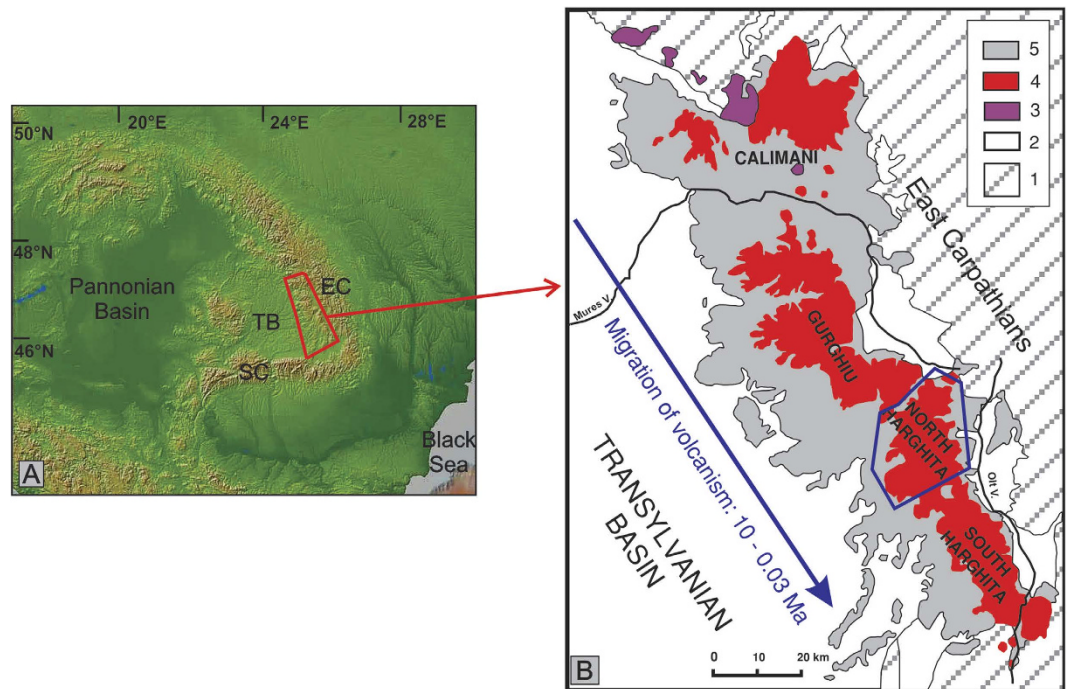 20°E
24°E
28°E
50°N
48°N
46°N
Pannonian
Basin
TB
EC
SC
Black
Sea
A
5
4
3
2
1
CALIMANI
East Carpathians
Mures V.
GURGHIU
Migration of volcanism: 10 - 0.03 Ma
NORTH
HARGHITA
Olt V.
TRANSYLVANIAN
BASIN
SOUTH
HARGHITA
0 10 20 km
B